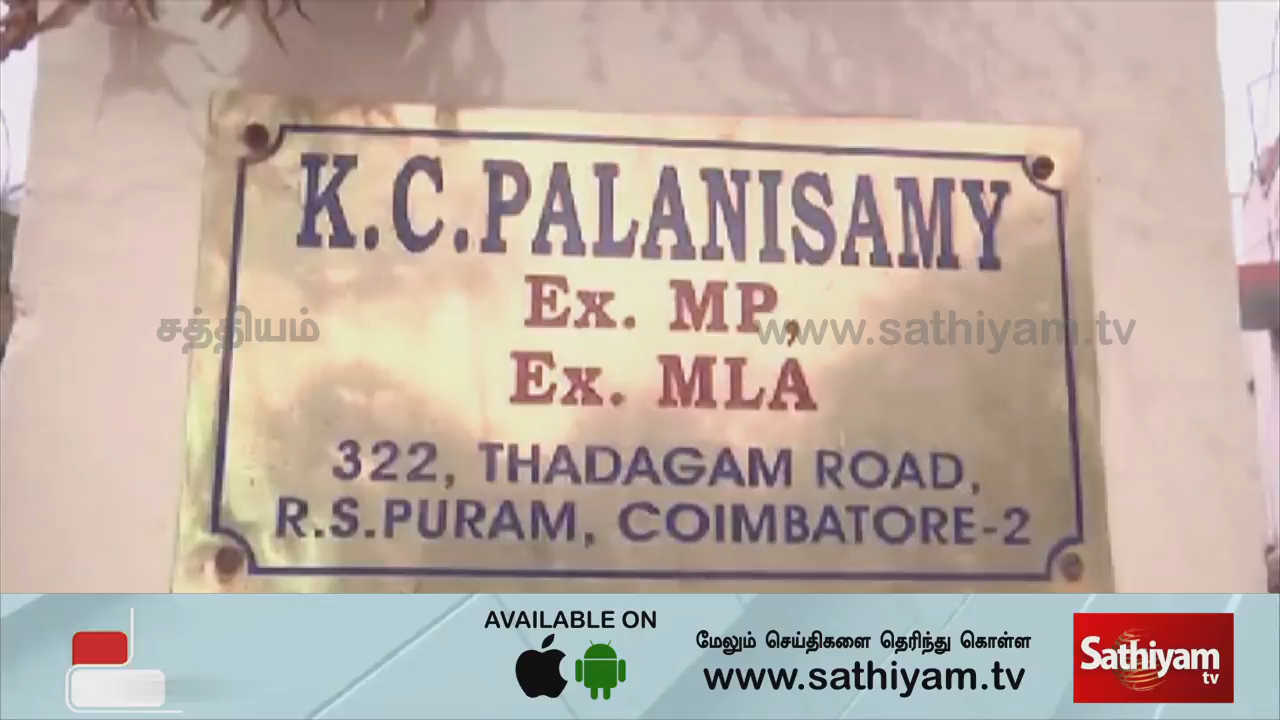 K.C.PALANISAMY
Ex. MP,
Ex. MLA
322, THADAGAM ROAD,
R.S.PURAM, COIMBATORE-2
சத்தியம்
www.sathiyam.tv
AVAILABLE ON
மேலும் செய்திகளை தெரிந்து கொள்ள
www.sathiyam.tv
Sathiyam
tv